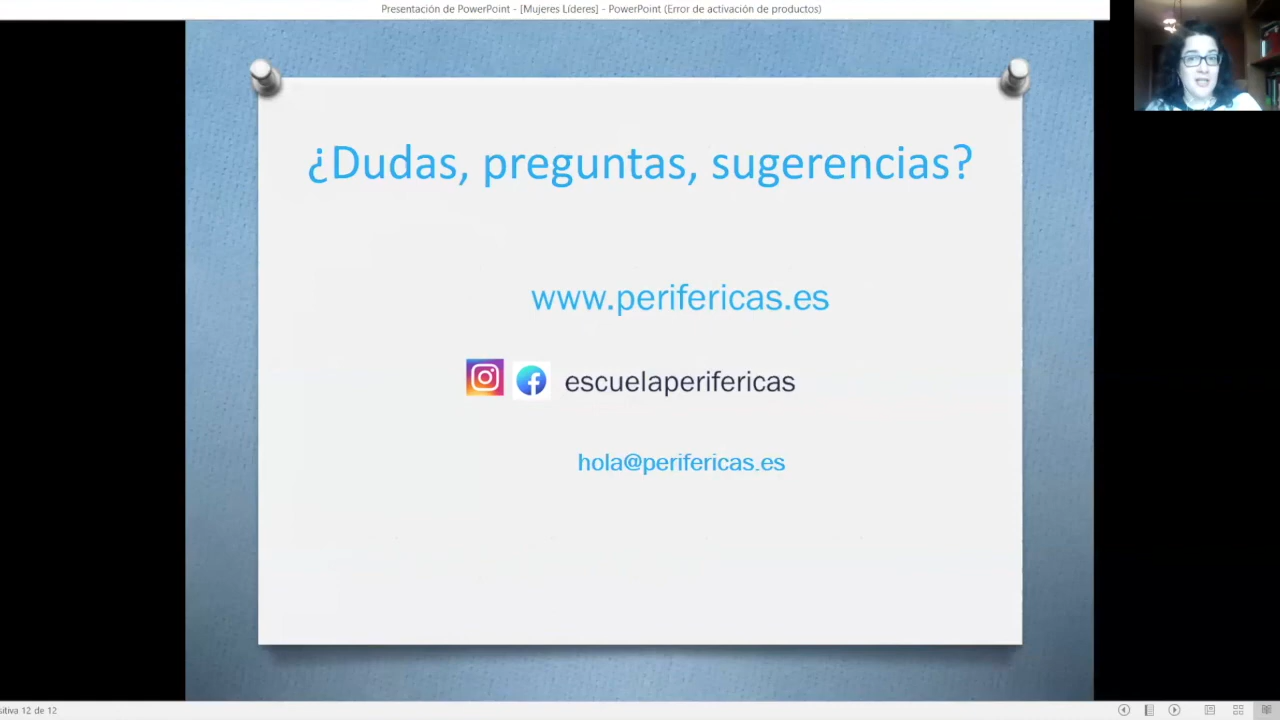 Presentación de PowerPoint - [Mujeres Líderes] - PowerPoint (Error de activación de productos)
¿Dudas, preguntas, sugerencias?
www.perifericas.es
escuelaperifericas
hola@perifericas.es
sitiva 12 de 12